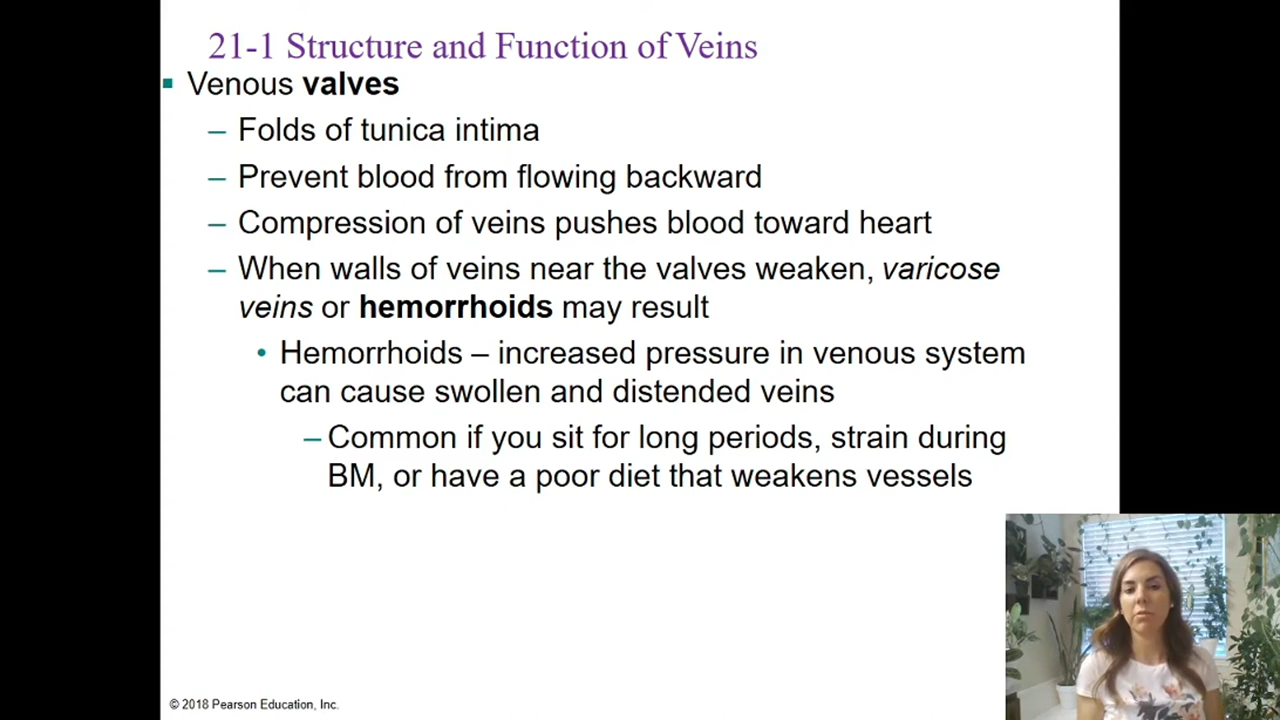 21-1 Structure and Function of Veins
▪ Venous valves
– Folds of tunica intima
– Prevent blood from flowing backward
– Compression of veins pushes blood toward heart
– When walls of veins near the valves weaken, varicose
veins or hemorrhoids may result
• Hemorrhoids – increased pressure in venous system
can cause swollen and distended veins
– Common if you sit for long periods, strain during
BM, or have a poor diet that weakens vessels
© 2018 Pearson Education, Inc.